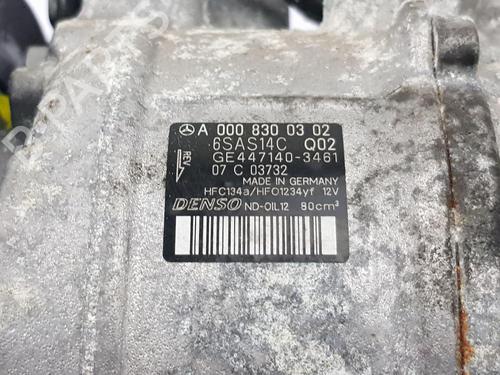 A 000 830 03 02
6SAS14C Q02
REV
GE447140-3461
07 C 03732
MADE IN GERMANY
HFC134a/HFO1234yf 12V
DENSO ND-OIL12 80cm³